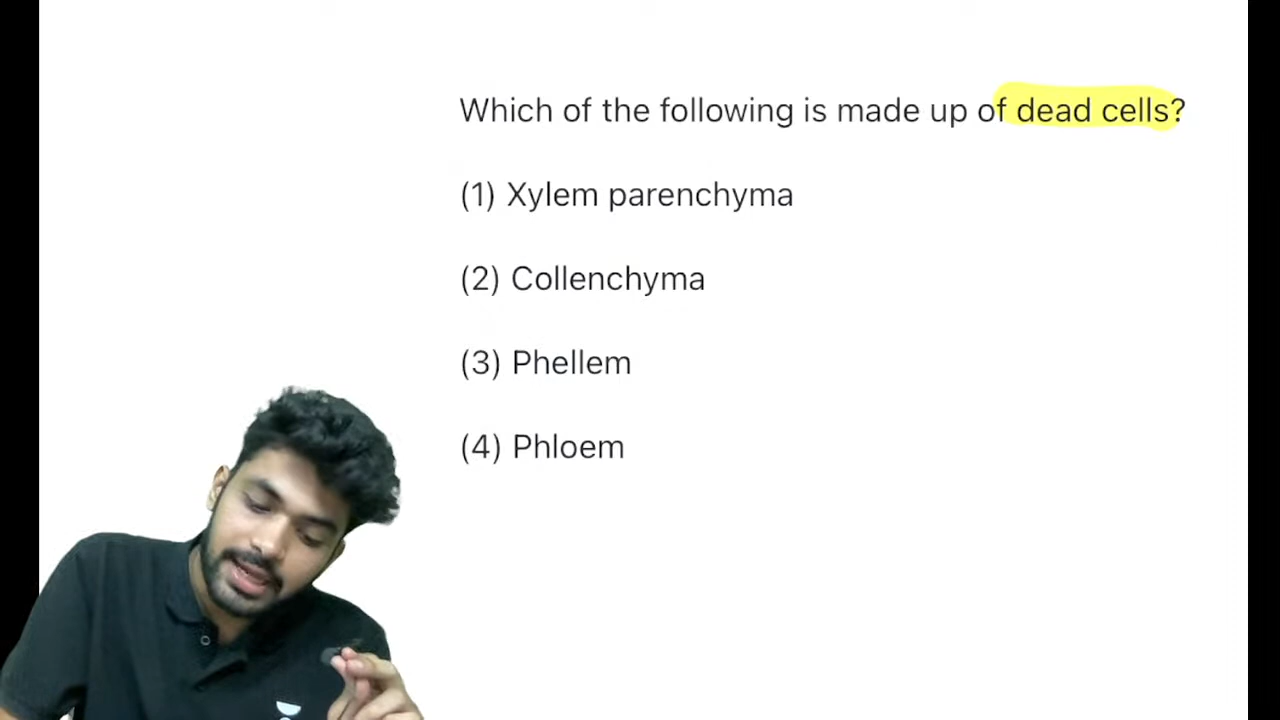 Which of the following is made up of dead cells?
(1) Xylem parenchyma
(2) Collenchyma
(3) Phellem
(4) Phloem